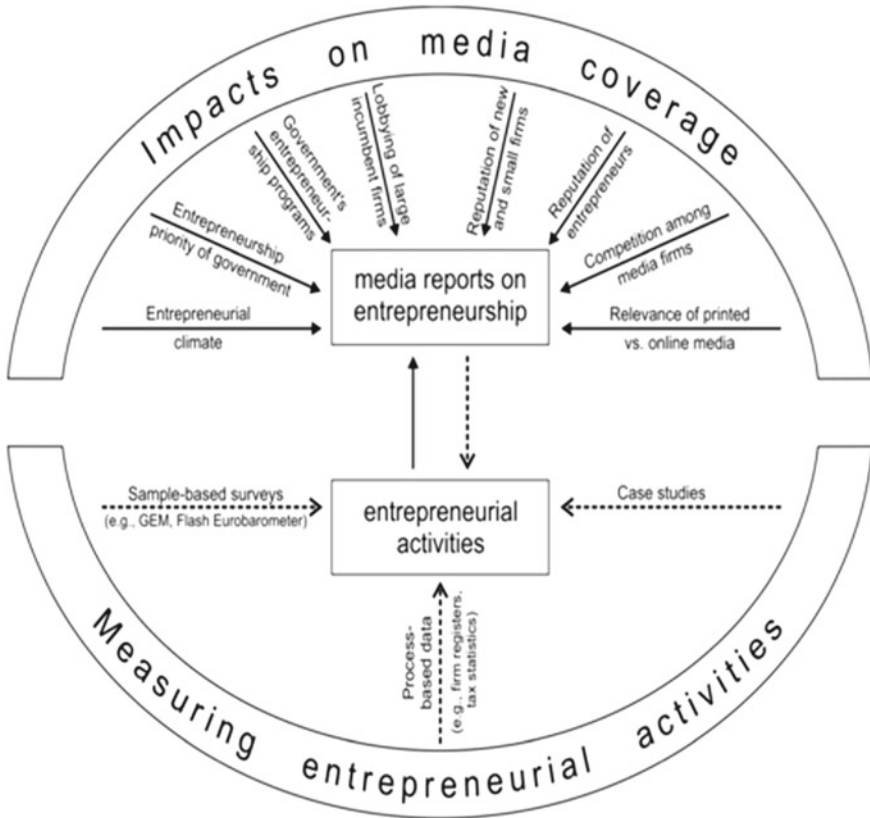 Impacts on media coverage
Entrepreneurial
climate
Entrepreneurship
priority of government
Government's
entrepreneur-
ship programs
Lobbying of large
incumbent firms
Reputation of new
and small firms
Reputation of
entrepreneurs
Competition among
media firms
Relevance of printed
vs. online media
media reports on
entrepreneurship
Sample-based surveys
(e.g., GEM, Flash Eurobarometer)
entrepreneurial
activities
Case studies
Process-
based data
(e.g., firm registers,
tax statistics)
Measuring entrepreneurial activities